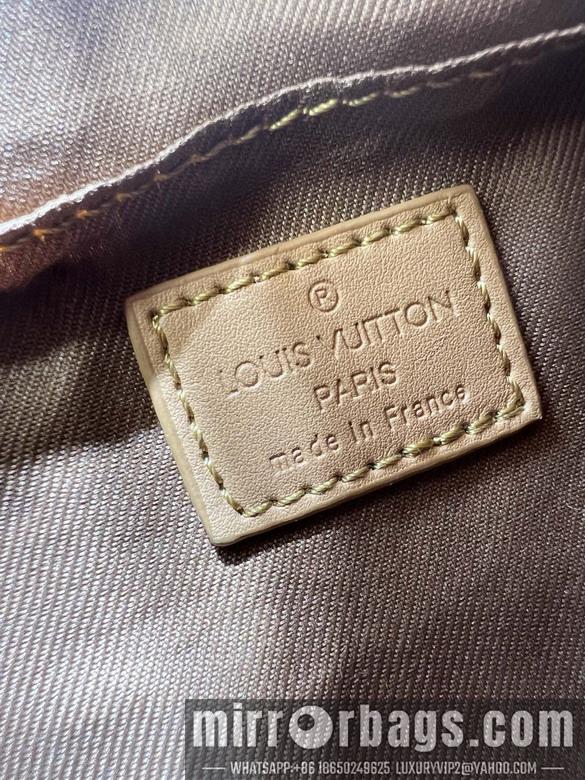 Ⓡ
LOUIS VUITTON
PARIS
made in France
mirrorbags.com
WHATSAPP:+86 18650249625 LUXURYVIP2@YAHOO.COM